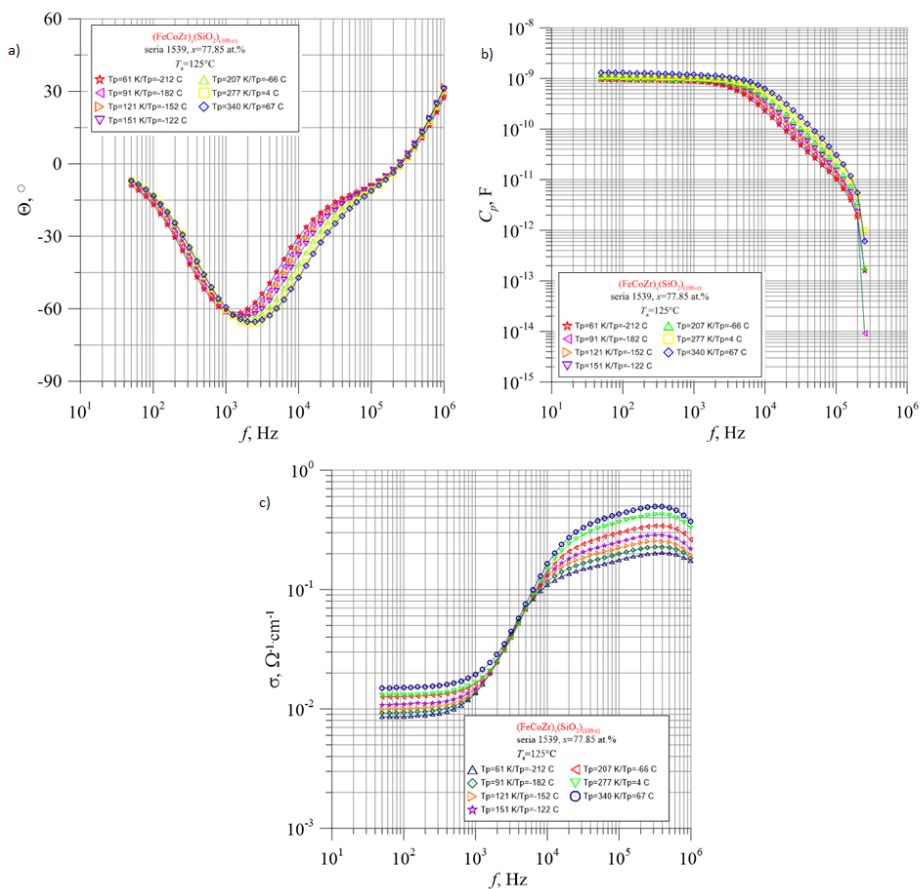 a)
60
30
0
-30
-60
-90
Θ, °
(FeCoZr)ₓ(SiO₂)₍₁₀₀₋ₓ₎
seria 1539, x=77.85 at.%
Tₐ=125°C
Tp=61 K/Tp=-212 C
Tp=91 K/Tp=-182 C
Tp=121 K/Tp=-152 C
Tp=151 K/Tp=-122 C
Tp=207 K/Tp=-66 C
Tp=277 K/Tp=4 C
Tp=340 K/Tp=67 C
10¹ 10² 10³ 10⁴ 10⁵ 10⁶
f, Hz
b)
10⁻⁸
10⁻⁹
10⁻¹⁰
10⁻¹¹
10⁻¹²
10⁻¹³
10⁻¹⁴
10⁻¹⁵
Cₚ, F
(FeCoZr)ₓ(SiO₂)₍₁₀₀₋ₓ₎
seria 1539, x=77.85 at.%
Tₐ=125°C
Tp=61 K/Tp=-212 C
Tp=91 K/Tp=-182 C
Tp=121 K/Tp=-152 C
Tp=151 K/Tp=-122 C
Tp=207 K/Tp=-66 C
Tp=277 K/Tp=4 C
Tp=340 K/Tp=67 C
10¹ 10² 10³ 10⁴ 10⁵ 10⁶
f, Hz
c)
10⁰
10⁻¹
10⁻²
10⁻³
σ, Ω⁻¹·cm⁻¹
(FeCoZr)ₓ(SiO₂)₍₁₀₀₋ₓ₎
seria 1539, x=77.85 at.%
Tₐ=125°C
Tp=61 K/Tp=-212 C
Tp=91 K/Tp=-182 C
Tp=121 K/Tp=-152 C
Tp=151 K/Tp=-122 C
Tp=207 K/Tp=-66 C
Tp=277 K/Tp=4 C
Tp=340 K/Tp=67 C
10¹ 10² 10³ 10⁴ 10⁵ 10⁶
f, Hz